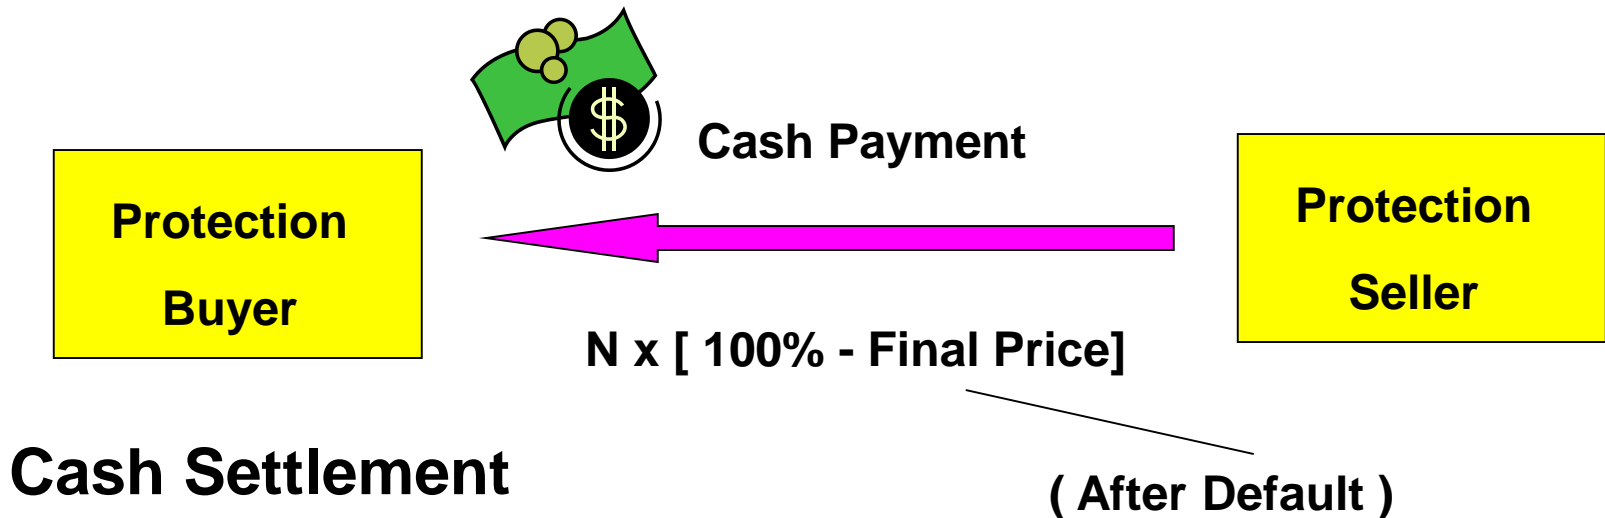 $
Cash Payment
Protection
Buyer
Protection
Seller
N x [ 100% - Final Price]
Cash Settlement
( After Default )